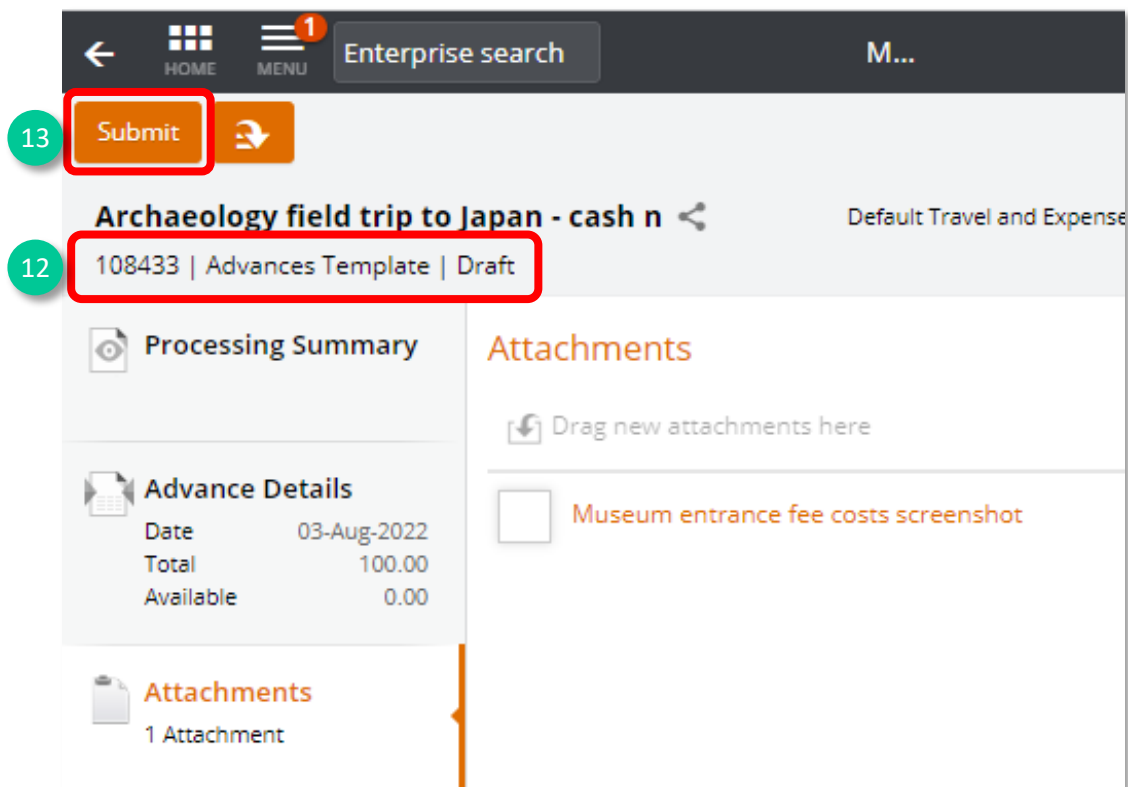 1
HOME MENU Enterprise search M...
13 Submit
Archaeology field trip to Japan - cash n Default Travel and Expense
12 108433 | Advances Template | Draft
Processing Summary
Attachments
Drag new attachments here
Advance Details
Date 03-Aug-2022
Total 100.00
Available 0.00
Museum entrance fee costs screenshot
Attachments
1 Attachment